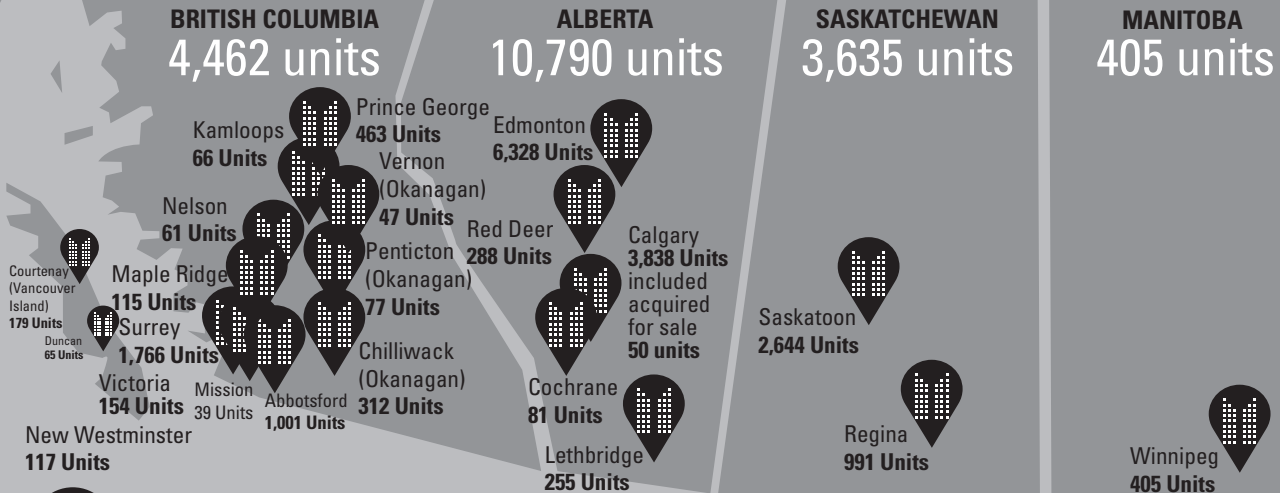 BRITISH COLUMBIA
4,462 units
ALBERTA
10,790 units
SASKATCHEWAN
3,635 units
MANITOBA
405 units
Prince George
463 Units
Kamloops
66 Units
Vernon
(Okanagan)
47 Units
Nelson
61 Units
Penticton
(Okanagan)
77 Units
Courtenay
(Vancouver
Island)
179 Units
Maple Ridge
115 Units
Duncan
65 Units
Surrey
1,766 Units
Chilliwack
(Okanagan)
312 Units
Victoria
154 Units
Mission
39 Units
Abbotsford
1,001 Units
New Westminster
117 Units
Edmonton
6,328 Units
Red Deer
288 Units
Calgary
3,838 Units
included
acquired
for sale
50 units
Cochrane
81 Units
Lethbridge
255 Units
Saskatoon
2,644 Units
Regina
991 Units
Winnipeg
405 Units